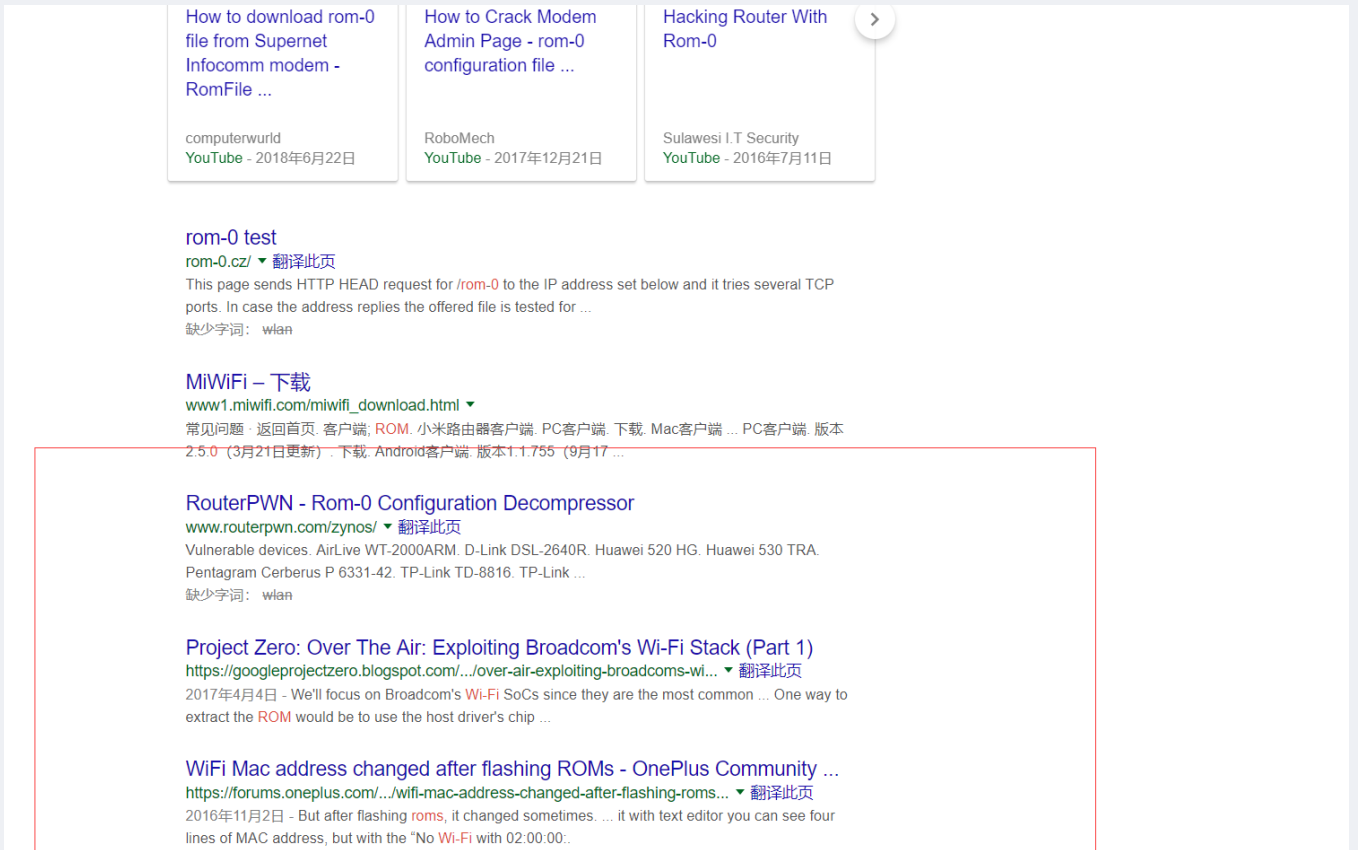 How to download rom-0
file from Supernet
Infocomm modem -
RomFile ...
computerwurld
YouTube - 2018年6月22日
How to Crack Modem
Admin Page - rom-0
configuration file ...
RoboMech
YouTube - 2017年12月21日
Hacking Router With
Rom-0
Sulawesi I.T Security
YouTube - 2016年7月11日
rom-0 test
rom-0.cz/ 翻译此页
This page sends HTTP HEAD request for /rom-0 to the IP address set below and it tries several TCP
ports. In case the address replies the offered file is tested for ...
缺少字词： wlan
MiWiFi – 下载
www1.miwifi.com/miwifi_download.html
常见问题 · 返回首页. 客户端; ROM. 小米路由器客户端. PC客户端. 下载. Mac客户端 ... PC客户端. 版本
2.5.0（3月21日更新）. 下载. Android客户端. 版本1.1.755（9月17 ...
RouterPWN - Rom-0 Configuration Decompressor
www.routerpwn.com/zynos/ 翻译此页
Vulnerable devices. AirLive WT-2000ARM. D-Link DSL-2640R. Huawei 520 HG. Huawei 530 TRA.
Pentagram Cerberus P 6331-42. TP-Link TD-8816. TP-Link ...
缺少字词： wlan
Project Zero: Over The Air: Exploiting Broadcom's Wi-Fi Stack (Part 1)
https://googleprojectzero.blogspot.com/.../over-air-exploiting-broadcoms-wi... 翻译此页
2017年4月4日 - We'll focus on Broadcom's Wi-Fi SoCs since they are the most common ... One way to
extract the ROM would be to use the host driver's chip ...
WiFi Mac address changed after flashing ROMs - OnePlus Community ...
https://forums.oneplus.com/.../wifi-mac-address-changed-after-flashing-roms... 翻译此页
2016年11月2日 - But after flashing roms, it changed sometimes. ... it with text editor you can see four
lines of MAC address, but with the “No Wi-Fi with 02:00:00:.